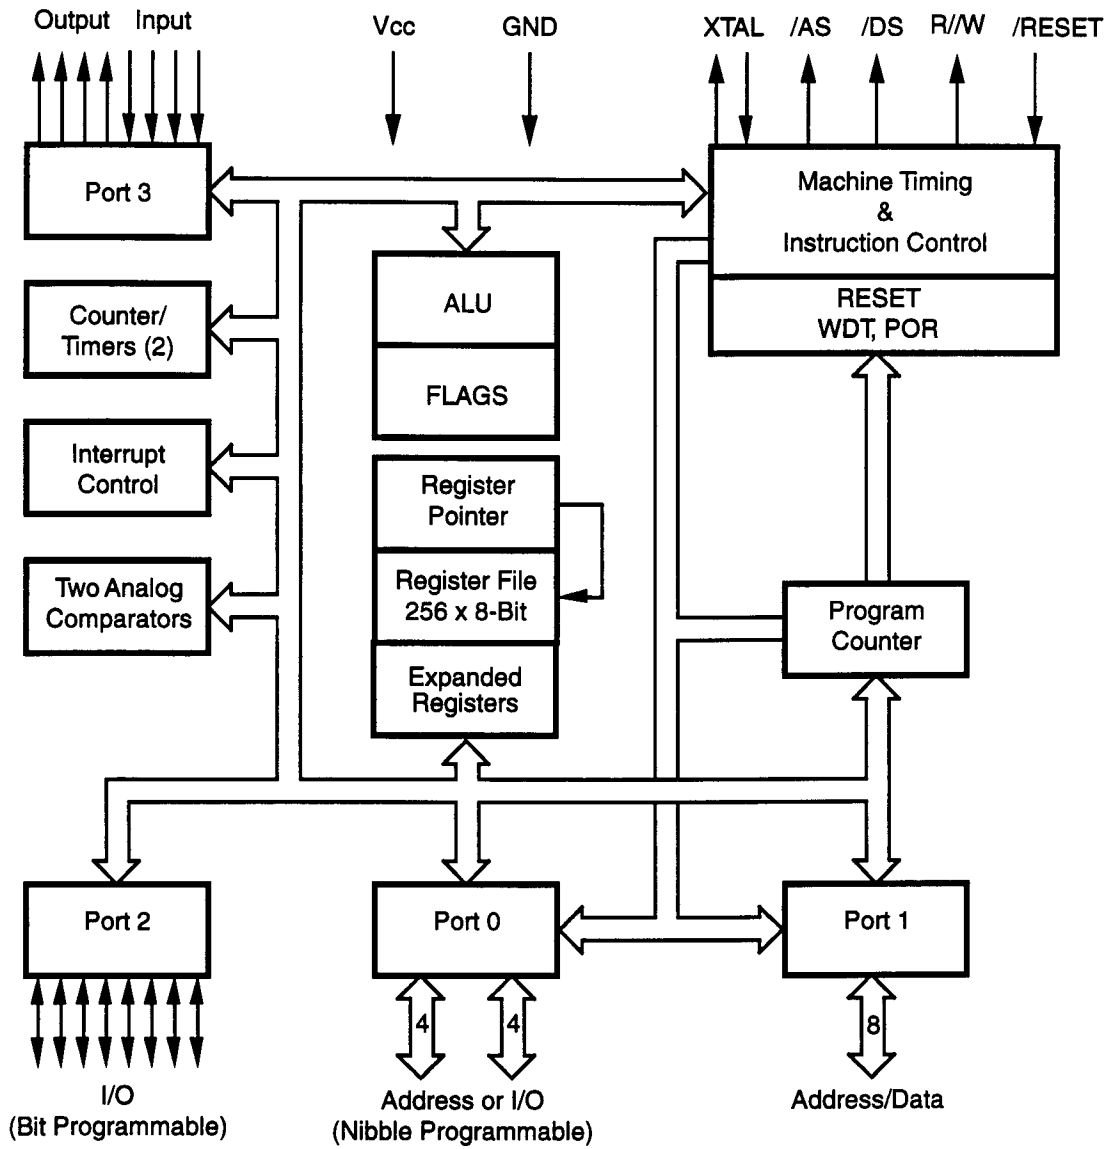 Output Input Vcc GND XTAL /AS /DS R//W /RESET
Port 3
Machine Timing
&
Instruction Control
RESET
WDT, POR
Counter/
Timers (2)
ALU
FLAGS
Interrupt
Control
Register
Pointer
Register File
256 x 8-Bit
Expanded
Registers
Two Analog
Comparators
Program
Counter
Port 2
Port 0
Port 1
4
4
8
I/O
(Bit Programmable)
Address or I/O
(Nibble Programmable)
Address/Data